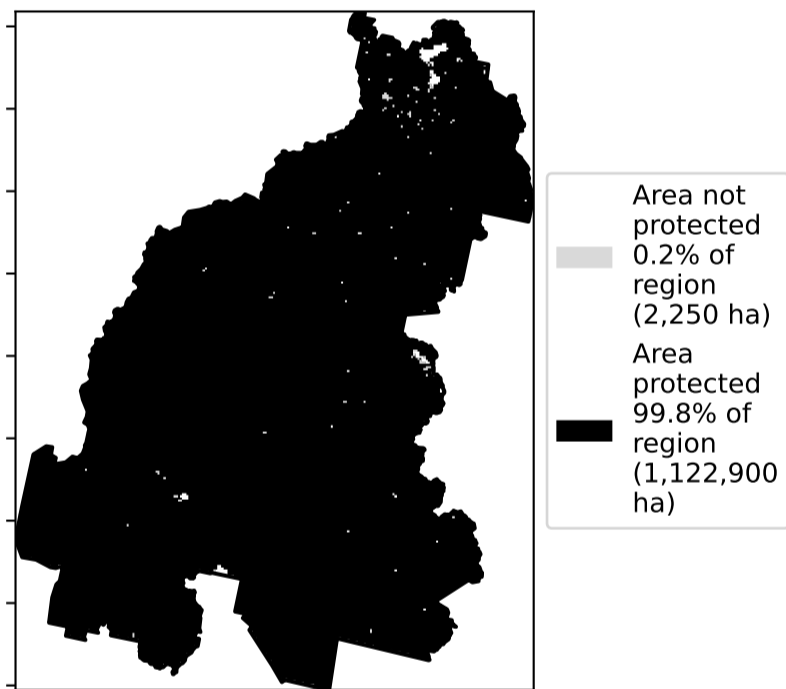 Area not
protected
0.2% of
region
(2,250 ha)
Area
protected
99.8% of
region
(1,122,900
ha)